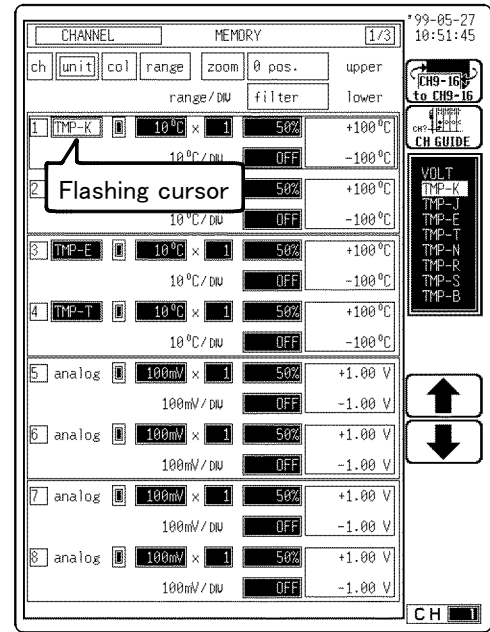 '99-05-27
CHANNEL MEMORY 1/3 10:51:45
ch unit col range zoom 0 pos. upper
range/DIV filter lower
CH9-16
to CH9-16
CH GUIDE
1 TMP-K 10°C × 1 50% +100°C
10°C/DIV OFF -100°C
Flashing cursor
2 50% +100°C
10°C/DIV OFF -100°C
3 TMP-E 10°C × 1 50% +100°C
10°C/DIV OFF -100°C
4 TMP-T 10°C × 1 50% +100°C
10°C/DIV OFF -100°C
5 analog 100mV × 1 50% +1.00 V
100mV/DIV OFF -1.00 V
6 analog 100mV × 1 50% +1.00 V
100mV/DIV OFF -1.00 V
7 analog 100mV × 1 50% +1.00 V
100mV/DIV OFF -1.00 V
8 analog 100mV × 1 50% +1.00 V
100mV/DIV OFF -1.00 V
VOLT
TMP-K
TMP-J
TMP-E
TMP-T
TMP-N
TMP-R
TMP-S
TMP-B
CH 1